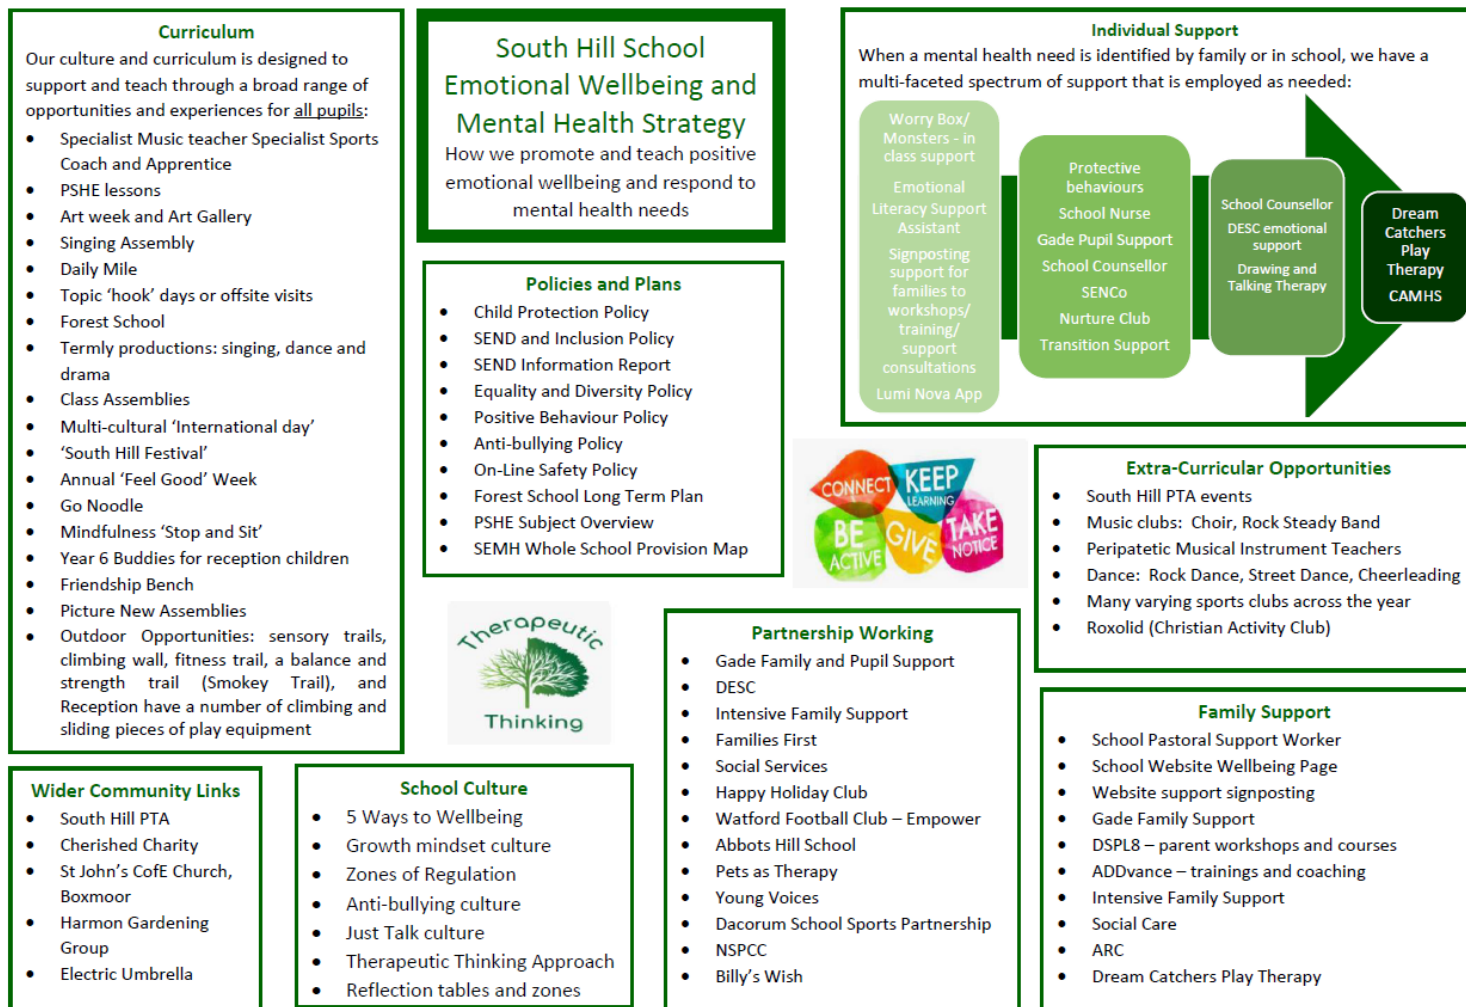 Curriculum
Our culture and curriculum is designed to
support and teach through a broad range of
opportunities and experiences for all pupils:
• Specialist Music teacher Specialist Sports
Coach and Apprentice
• PSHE lessons
• Art week and Art Gallery
• Singing Assembly
• Daily Mile
• Topic ‘hook’ days or offsite visits
• Forest School
• Termly productions: singing, dance and
drama
• Class Assemblies
• Multi-cultural ‘International day’
• ‘South Hill Festival’
• Annual ‘Feel Good’ Week
• Go Noodle
• Mindfulness ‘Stop and Sit’
• Year 6 Buddies for reception children
• Friendship Bench
• Picture New Assemblies
• Outdoor Opportunities: sensory trails,
climbing wall, fitness trail, a balance and
strength trail (Smokey Trail), and
Reception have a number of climbing and
sliding pieces of play equipment
South Hill School
Emotional Wellbeing and
Mental Health Strategy
How we promote and teach positive
emotional wellbeing and respond to
mental health needs
Individual Support
When a mental health need is identified by family or in school, we have a
multi-faceted spectrum of support that is employed as needed:
Worry Box/
Monsters - in
class support
Emotional
Literacy Support
Assistant
Signposting
support for
families to
workshops/
training/
support
consultations
Lumi Nova App
Protective
behaviours
School Nurse
Gade Pupil Support
School Counsellor
SENCo
Nurture Club
Transition Support
School Counsellor
DESC emotional
support
Drawing and
Talking Therapy
Dream
Catchers
Play
Therapy
CAMHS
Policies and Plans
• Child Protection Policy
• SEND and Inclusion Policy
• SEND Information Report
• Equality and Diversity Policy
• Positive Behaviour Policy
• Anti-bullying Policy
• On-Line Safety Policy
• Forest School Long Term Plan
• PSHE Subject Overview
• SEMH Whole School Provision Map
CONNECT
KEEP
LEARNING
BE
ACTIVE
GIVE
TAKE
NOTICE
Extra-Curricular Opportunities
• South Hill PTA events
• Music clubs: Choir, Rock Steady Band
• Peripatetic Musical Instrument Teachers
• Dance: Rock Dance, Street Dance, Cheerleading
• Many varying sports clubs across the year
• Roxolid (Christian Activity Club)
Therapeutic
Thinking
Partnership Working
• Gade Family and Pupil Support
• DESC
• Intensive Family Support
• Families First
• Social Services
• Happy Holiday Club
• Watford Football Club – Empower
• Abbots Hill School
• Pets as Therapy
• Young Voices
• Dacorum School Sports Partnership
• NSPCC
• Billy’s Wish
Family Support
• School Pastoral Support Worker
• School Website Wellbeing Page
• Website support signposting
• Gade Family Support
• DSPL8 – parent workshops and courses
• ADDvance – trainings and coaching
• Intensive Family Support
• Social Care
• ARC
• Dream Catchers Play Therapy
Wider Community Links
• South Hill PTA
• Cherished Charity
• St John’s CofE Church,
Boxmoor
• Harmon Gardening
Group
• Electric Umbrella
School Culture
• 5 Ways to Wellbeing
• Growth mindset culture
• Zones of Regulation
• Anti-bullying culture
• Just Talk culture
• Therapeutic Thinking Approach
• Reflection tables and zones